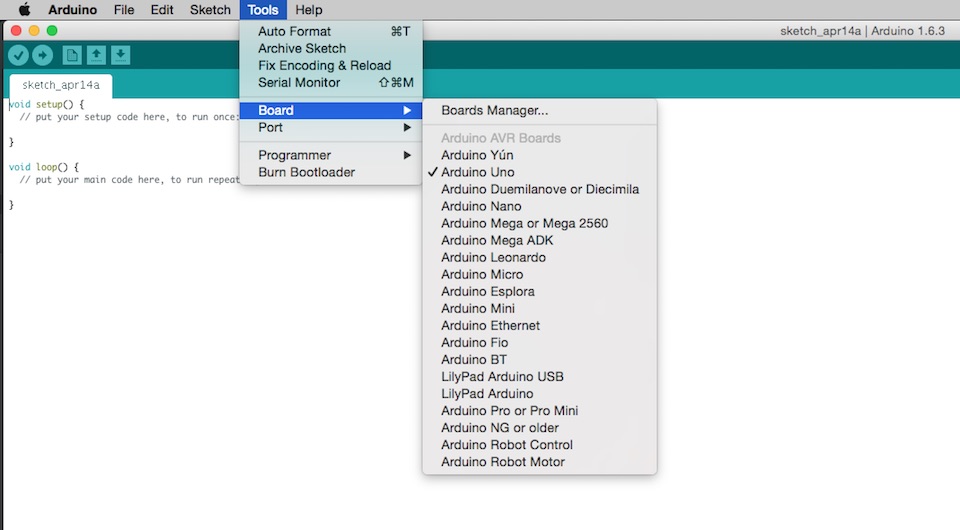 Arduino File Edit Sketch Tools Help
sketch_apr14a | Arduino 1.6.3
sketch_apr14a
void setup() {
// put your setup code here, to run once:
}
void loop() {
// put your main code here, to run repeat
}
Auto Format ⌘T
Archive Sketch
Fix Encoding & Reload
Serial Monitor ⇧⌘M
Board
Port
Programmer
Burn Bootloader
Boards Manager...
Arduino AVR Boards
Arduino Yún
✓ Arduino Uno
Arduino Duemilanove or Diecimila
Arduino Nano
Arduino Mega or Mega 2560
Arduino Mega ADK
Arduino Leonardo
Arduino Micro
Arduino Esplora
Arduino Mini
Arduino Ethernet
Arduino Fio
Arduino BT
LilyPad Arduino USB
LilyPad Arduino
Arduino Pro or Pro Mini
Arduino NG or older
Arduino Robot Control
Arduino Robot Motor